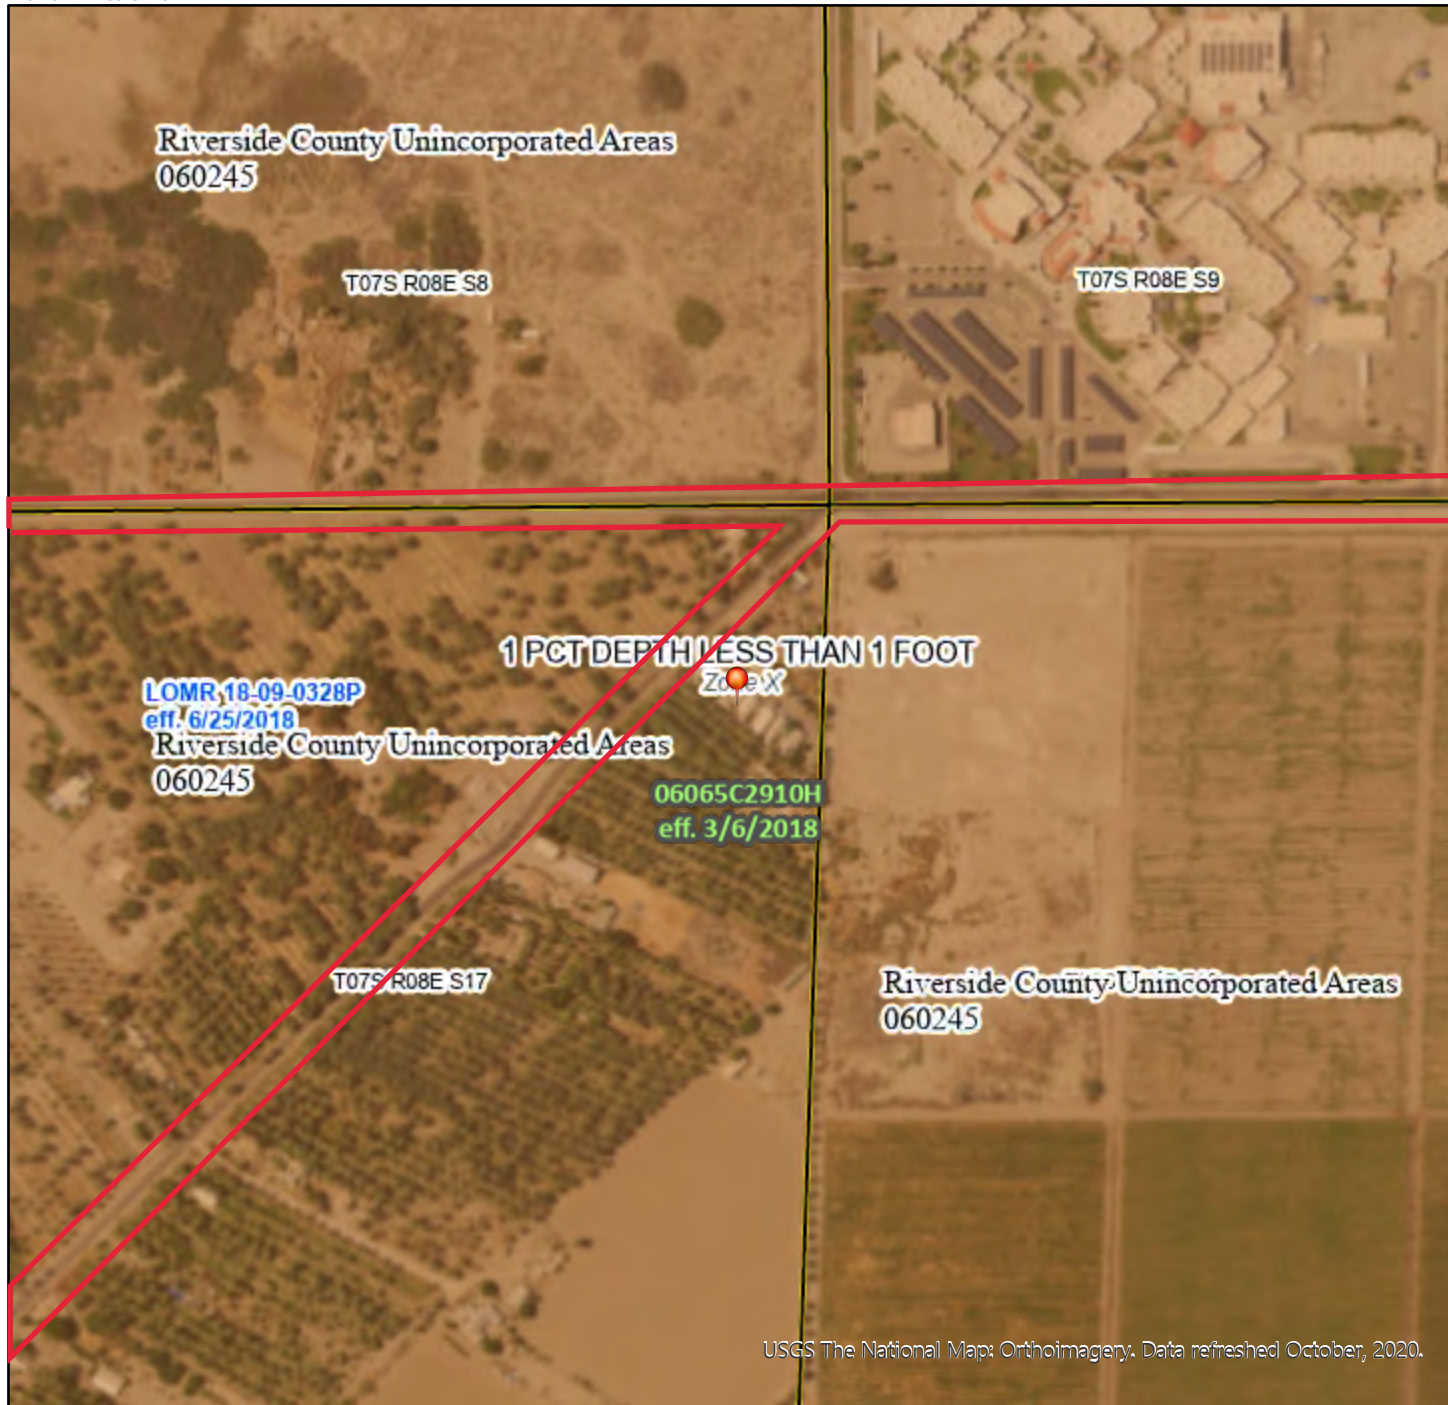 Riverside County Unincorporated Areas
060245
T07S R08E S8
T07S R08E S9
1 PCT DEPTH LESS THAN 1 FOOT
Zone X
LOMR 18-09-0328P
eff. 6/25/2018
Riverside County Unincorporated Areas
060245
06065C2910H
eff. 3/6/2018
T07S R08E S17
Riverside County Unincorporated Areas
060245
USGS The National Map: Orthoimagery. Data refreshed October, 2020.